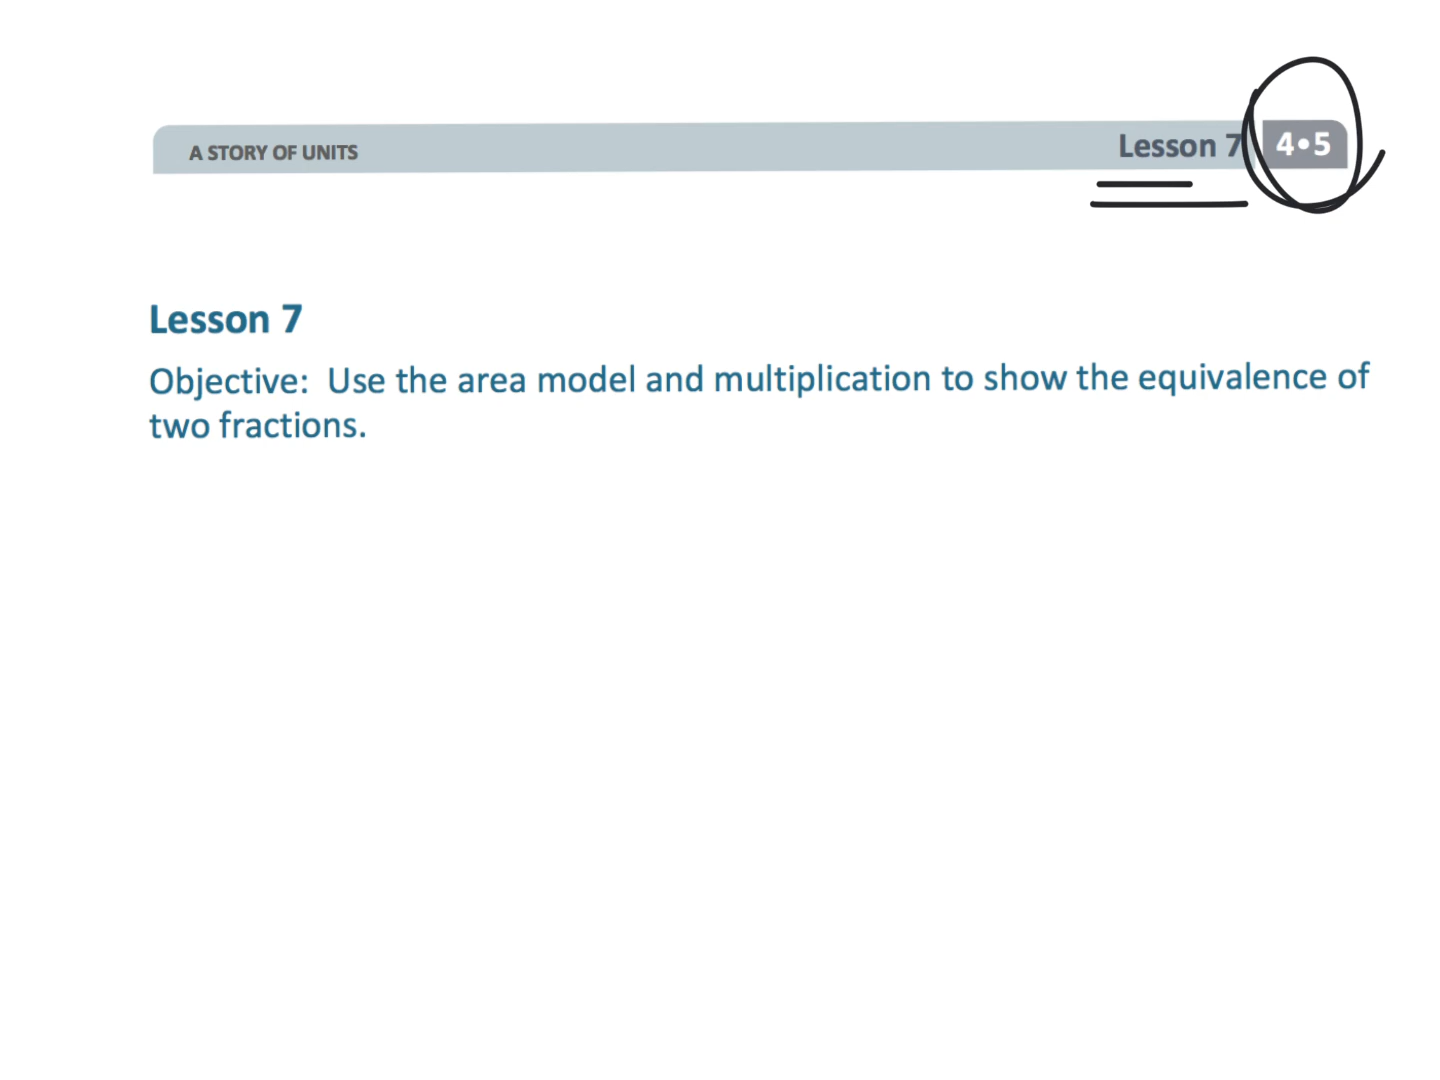 A STORY OF UNITS
Lesson 7
4•5
Lesson 7
Objective: Use the area model and multiplication to show the equivalence of
two fractions.